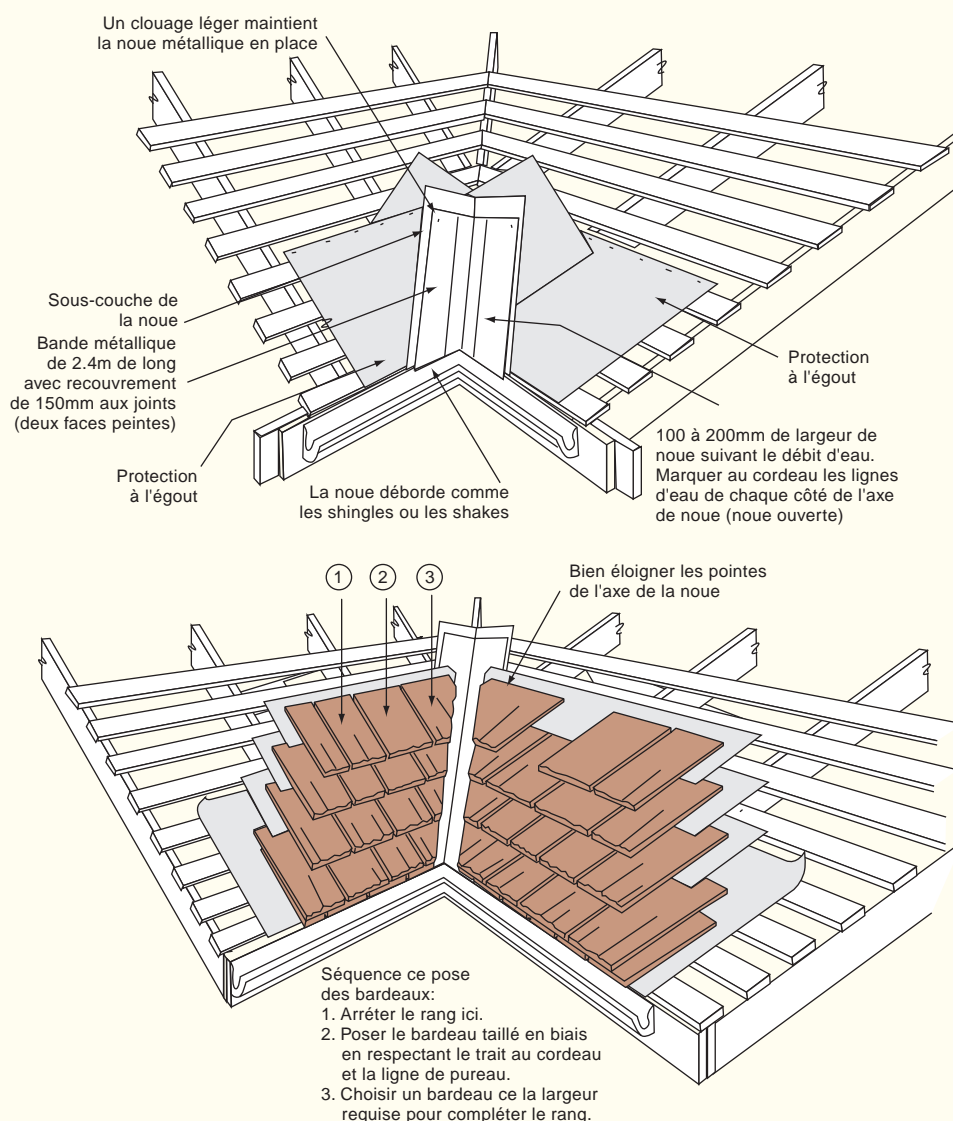 Un clouage léger maintient
la noue métallique en place
Sous-couche de
la noue
Bande métallique
de 2.4m de long
avec recouvrement
de 150mm aux joints
(deux faces peintes)
Protection
à l'égout
Protection
à l'égout
100 à 200mm de largeur de
noue suivant le débit d'eau.
Marquer au cordeau les lignes
d'eau de chaque côté de l'axe
de noue (noue ouverte)
La noue déborde comme
les shingles ou les shakes
1 2 3
Bien éloigner les pointes
de l'axe de la noue
Séquence ce pose
des bardeaux:
1. Arréter le rang ici.
2. Poser le bardeau taillé en biais
en respectant le trait au cordeau
et la ligne de pureau.
3. Choisir un bardeau ce la largeur
requise pour compléter le rang.